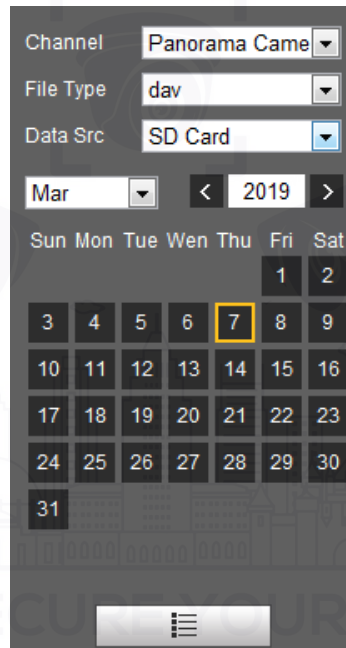 Channel Panorama Came
File Type dav
Data Src SD Card
Mar < 2019 >
Sun Mon Tue Wen Thu Fri Sat
1 2
3 4 5 6 7 8 9
10 11 12 13 14 15 16
17 18 19 20 21 22 23
24 25 26 27 28 29 30
31
CURE YOUR